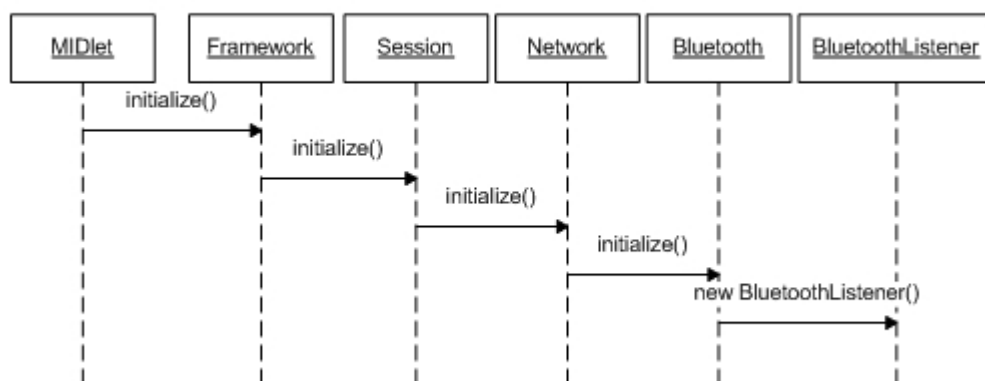 MIDlet
Framework
Session
Network
Bluetooth
BluetoothListener
initialize()
initialize()
initialize()
initialize()
new BluetoothListener()